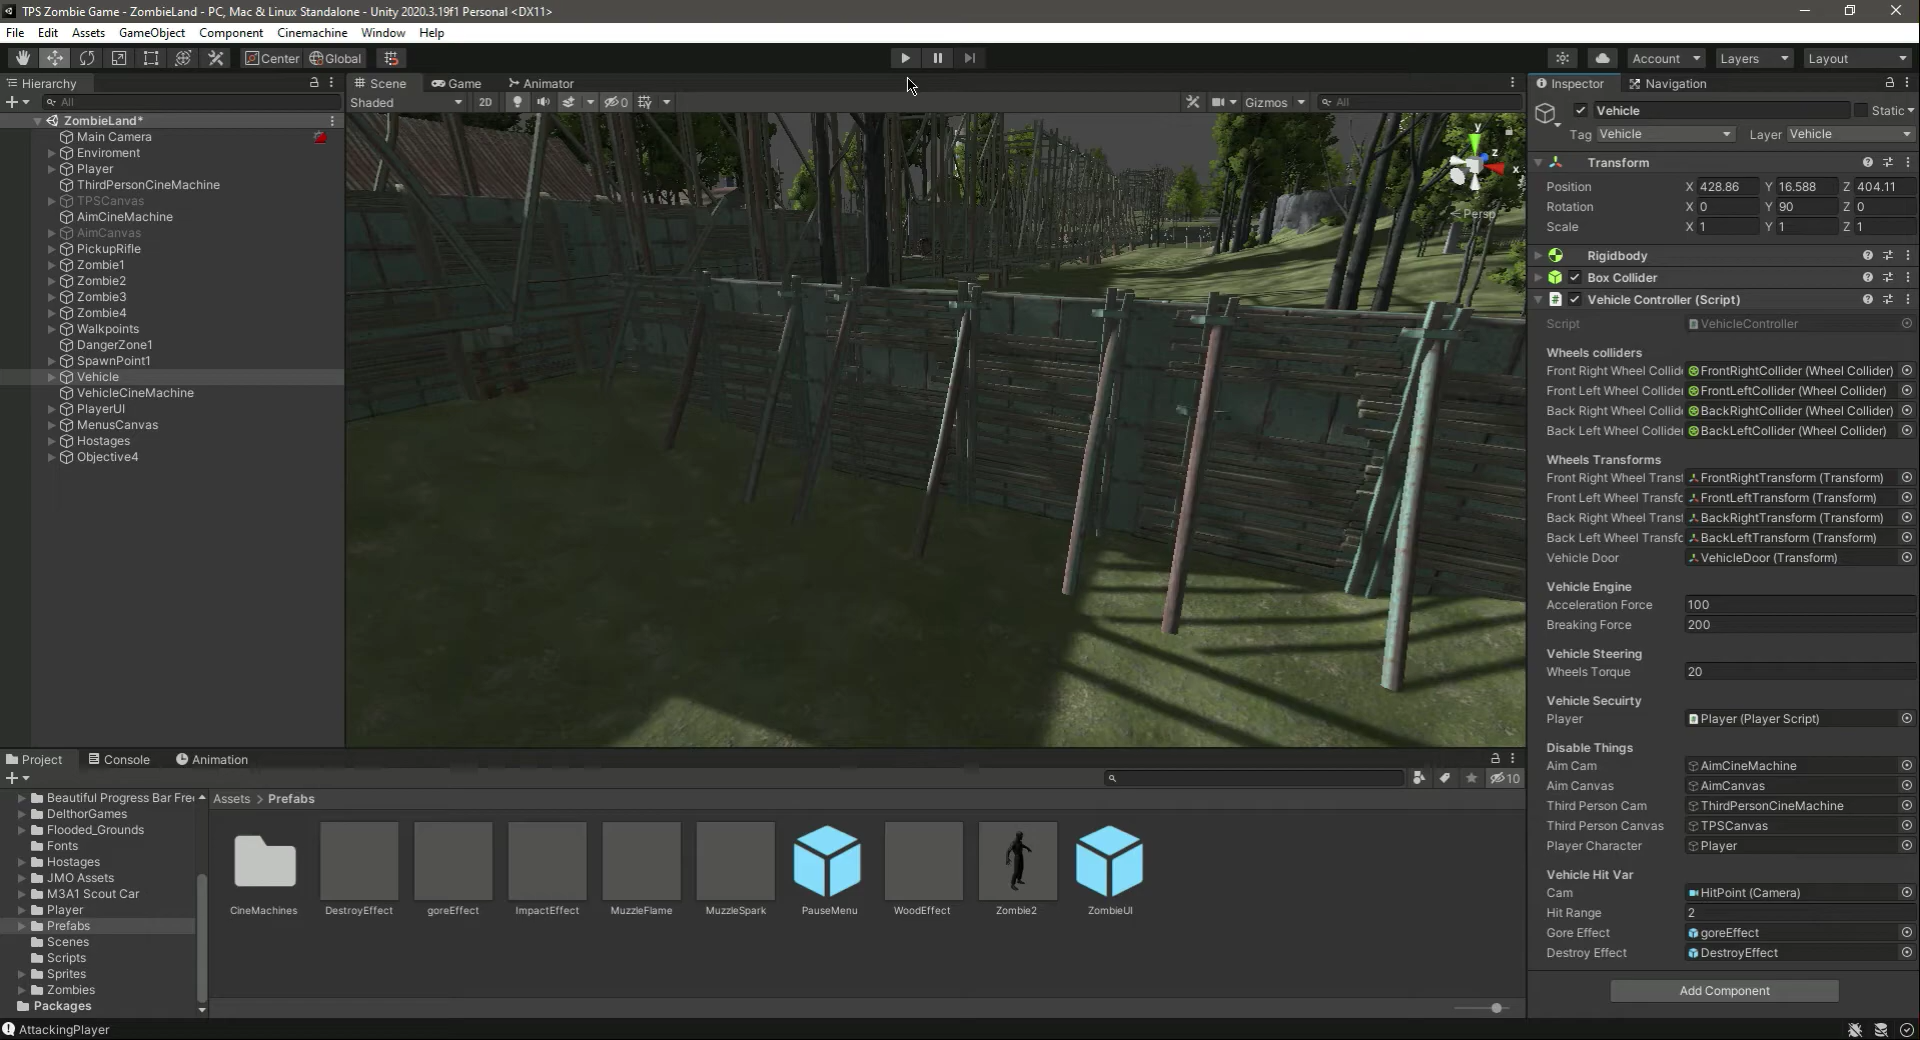 TPS Zombie Game - ZombieLand - PC, Mac & Linux Standalone - Unity 2020.3.19f1 Personal <DX11>
File Edit Assets GameObject Component Cinemachine Window Help
Center Global Account Layers Layout
Hierarchy
All
ZombieLand*
Main Camera
Enviroment
Player
ThirdPersonCineMachine
TPSCanvas
AimCineMachine
AimCanvas
PickupRifle
Zombie1
Zombie2
Zombie3
Zombie4
Walkpoints
DangerZone1
SpawnPoint1
Vehicle
VehicleCineMachine
PlayerUI
MenusCanvas
Hostages
Objective4
Scene Game Animator
Shaded 2D 0 Gizmos All
y
z
x
Persp
Inspector Navigation
Vehicle Static
Tag Vehicle Layer Vehicle
Transform
Position X 428.86 Y 16.588 Z 404.11
Rotation X 0 Y 90 Z 0
Scale X 1 Y 1 Z 1
Rigidbody
Box Collider
Vehicle Controller (Script)
Script VehicleController
Wheels colliders
Front Right Wheel Collide FrontRightCollider (Wheel Collider)
Front Left Wheel Collider FrontLeftCollider (Wheel Collider)
Back Right Wheel Collide BackRightCollider (Wheel Collider)
Back Left Wheel Collider BackLeftCollider (Wheel Collider)
Wheels Transforms
Front Right Wheel Transf FrontRightTransform (Transform)
Front Left Wheel Transfo FrontLeftTransform (Transform)
Back Right Wheel Transf BackRightTransform (Transform)
Back Left Wheel Transfo BackLeftTransform (Transform)
Vehicle Door VehicleDoor (Transform)
Vehicle Engine
Acceleration Force 100
Breaking Force 200
Vehicle Steering
Wheels Torque 20
Vehicle Secuirty
Player Player (Player Script)
Disable Things
Aim Cam AimCineMachine
Aim Canvas AimCanvas
Third Person Cam ThirdPersonCineMachine
Third Person Canvas TPSCanvas
Player Character Player
Vehicle Hit Var
Cam HitPoint (Camera)
Hit Range 2
Gore Effect goreEffect
Destroy Effect DestroyEffect
Add Component
Project Console Animation
10
Beautiful Progress Bar Free
DelthorGames
Flooded_Grounds
Fonts
Hostages
JMO Assets
M3A1 Scout Car
Player
Prefabs
Scenes
Scripts
Sprites
Zombies
Packages
Assets > Prefabs
CineMachines DestroyEffect goreEffect ImpactEffect MuzzleFlame MuzzleSpark PauseMenu WoodEffect Zombie2 ZombieUI
AttackingPlayer